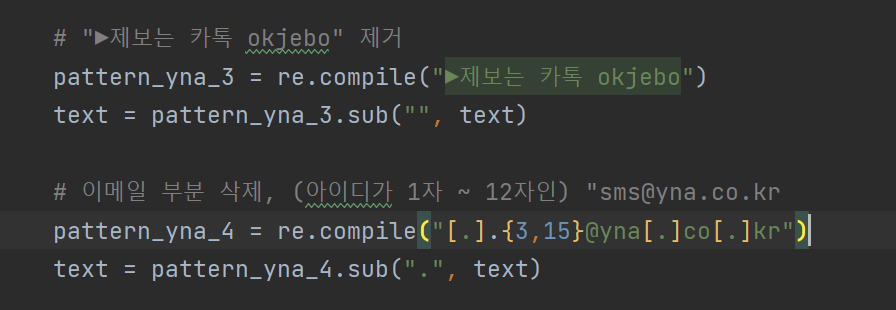 # "▶제보는 카톡 okjebo" 제거
pattern_yna_3 = re.compile("▶제보는 카톡 okjebo")
text = pattern_yna_3.sub("", text)
# 이메일 부분 삭제, (아이디가 1자 ~ 12자인) "sms@yna.co.kr
pattern_yna_4 = re.compile("[.].{3,15}@yna[.]co[.]kr")
text = pattern_yna_4.sub(".", text)